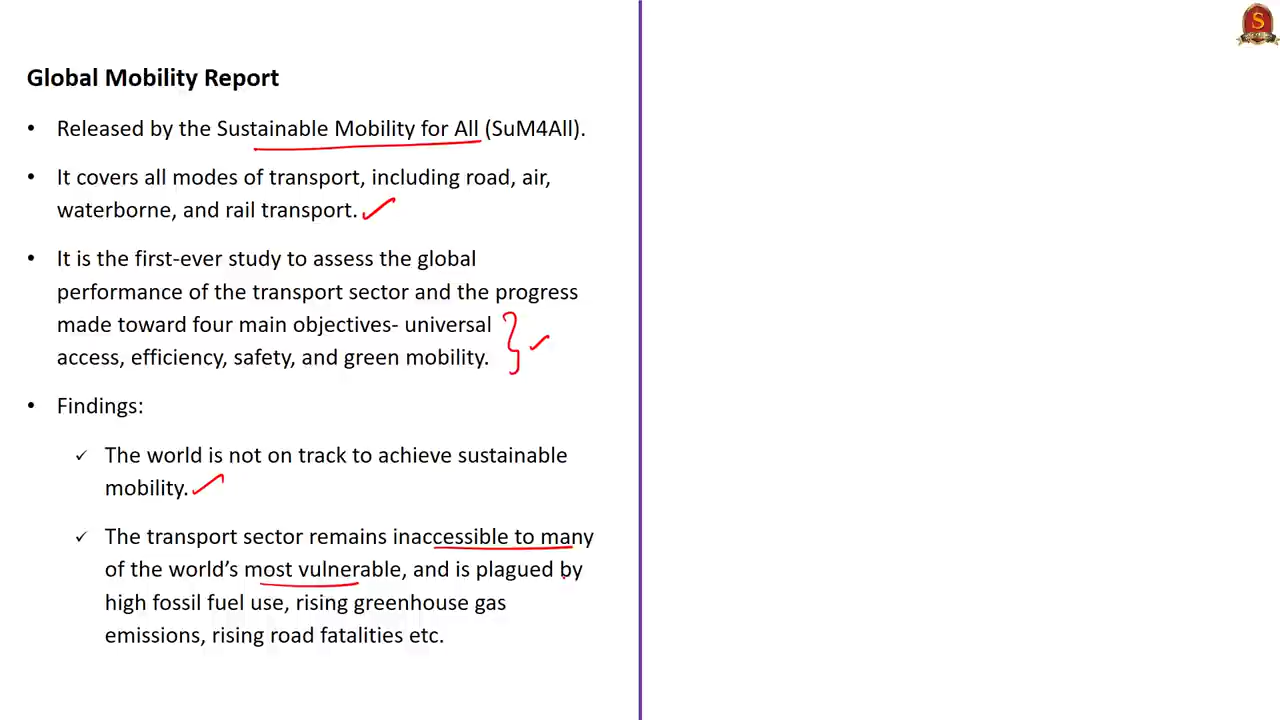 S
Global Mobility Report
• Released by the Sustainable Mobility for All (SuM4All).
• It covers all modes of transport, including road, air,
waterborne, and rail transport.
• It is the first-ever study to assess the global
performance of the transport sector and the progress
made toward four main objectives- universal
access, efficiency, safety, and green mobility.
• Findings:
✓ The world is not on track to achieve sustainable
mobility.
✓ The transport sector remains inaccessible to many
of the world’s most vulnerable, and is plagued by
high fossil fuel use, rising greenhouse gas
emissions, rising road fatalities etc.